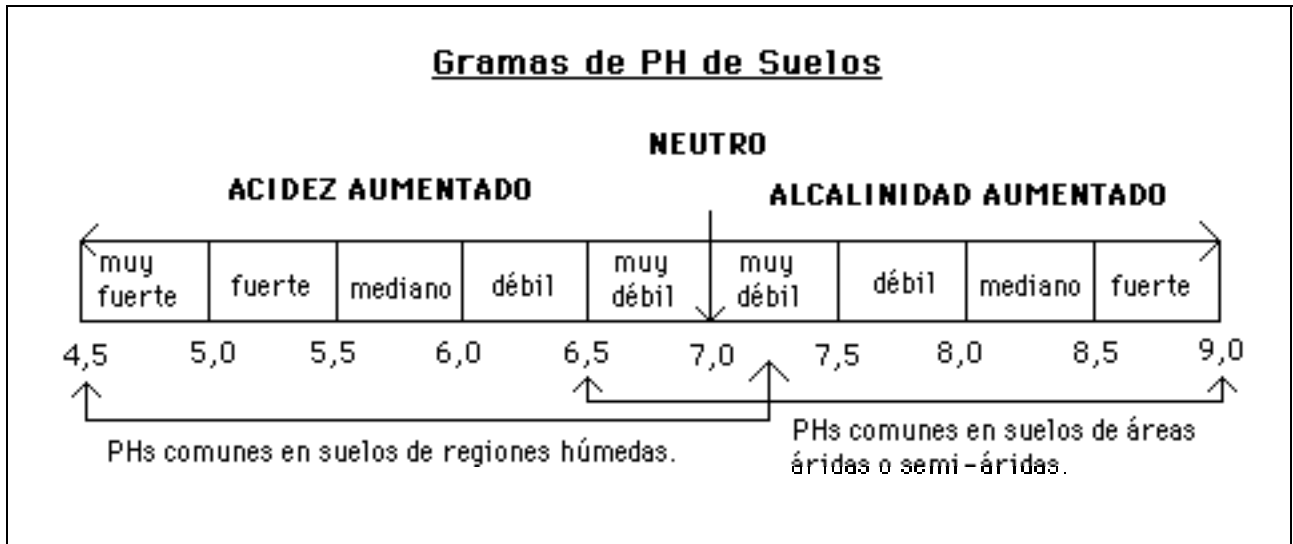 Gramas de PH de Suelos
NEUTRO
ACIDEZ AUMENTADO
ALCALINIDAD AUMENTADO
muy fuerte
fuerte
mediano
débil
muy débil
muy débil
débil
mediano
fuerte
4,5 5,0 5,5 6,0 6,5 7,0 7,5 8,0 8,5 9,0
PHs comunes en suelos de regiones húmedas.
PHs comunes en suelos de áreas
áridas o semi-áridas.